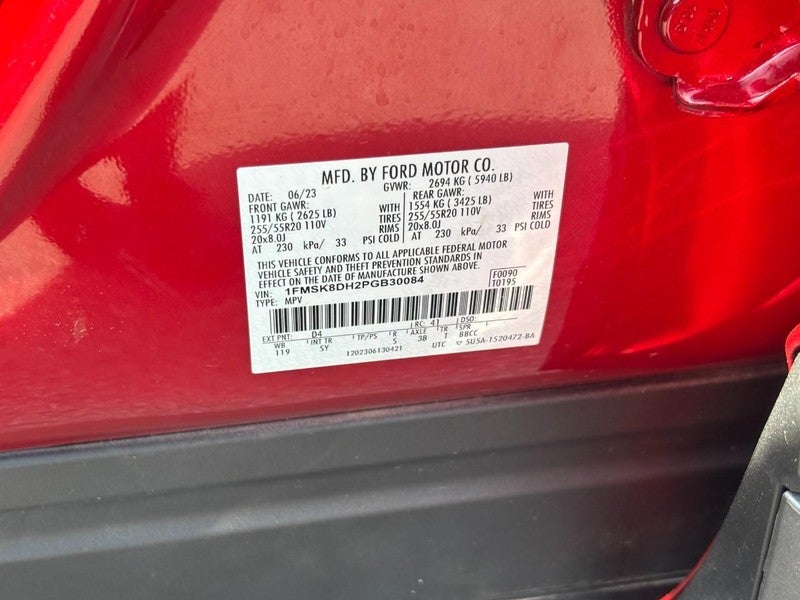 MFD. BY FORD MOTOR CO.
DATE: 06/23 GVWR: 2694 KG ( 5940 LB)
FRONT GAWR: WITH REAR GAWR: WITH
1191 KG ( 2625 LB) TIRES 1554 KG ( 3425 LB) TIRES
255/55R20 110V RIMS 255/55R20 110V RIMS
20x8.0J 20x8.0J
AT 230 kPa/ 33 PSI COLD AT 230 kPa/ 33 PSI COLD
THIS VEHICLE CONFORMS TO ALL APPLICABLE FEDERAL MOTOR
VEHICLE SAFETY AND THEFT PREVENTION STANDARDS IN
EFFECT ON THE DATE OF MANUFACTURE SHOWN ABOVE.
VIN: 1FMSK8DH2PGB30084 F0090
TYPE: MPV T0195
EXT PNT: D4 RC: 41 DSO:
WB INT TR TP/PS R AXLE TR SPR
119 SY S 3B T BBCC
1202306130421 UTC ▽ 5U5A-1520472-BA